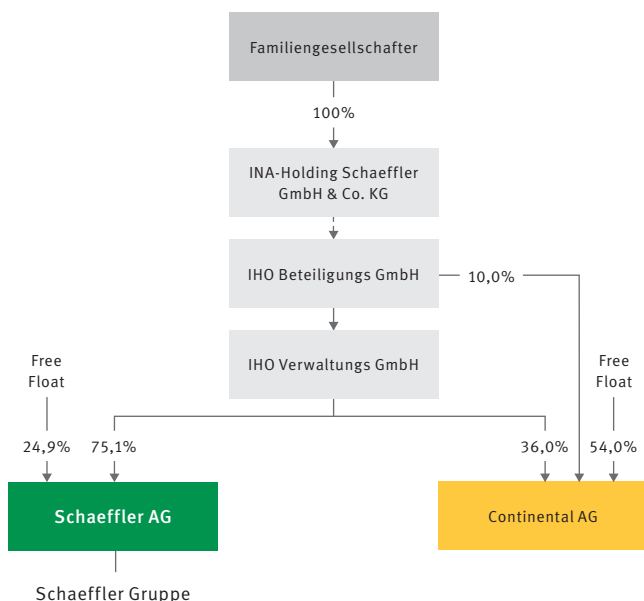 Familiengesellschafter
100%
INA-Holding Schaeffler
GmbH & Co. KG
IHO Beteiligungs GmbH
10,0%
IHO Verwaltungs GmbH
Free
Float
Free
Float
24,9%
75,1%
36,0%
54,0%
Schaeffler AG
Continental AG
Schaeffler Gruppe